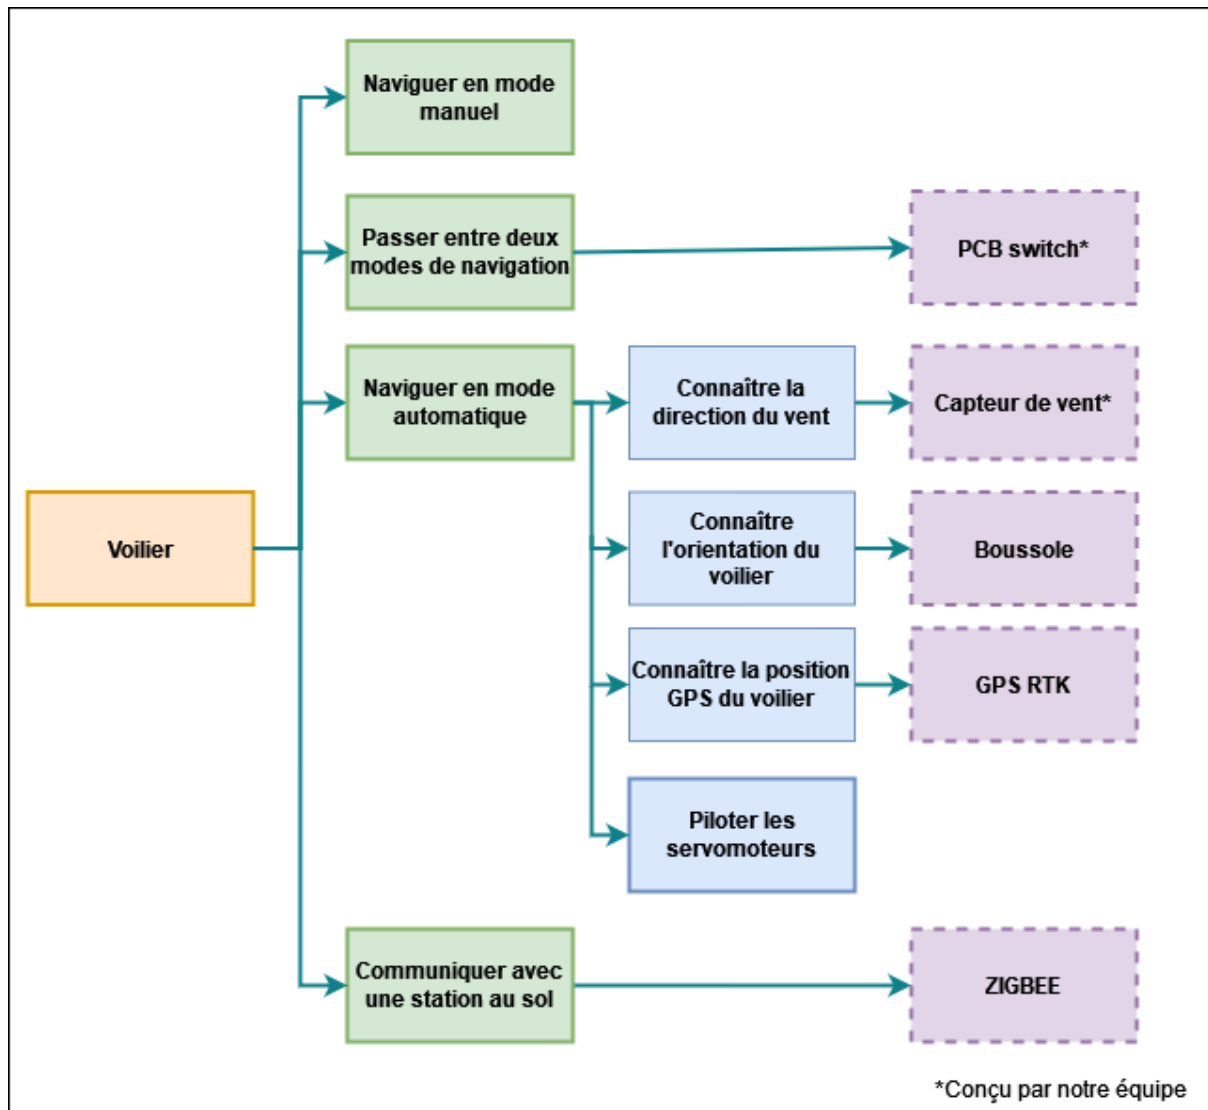 Naviguer en mode
manuel
Passer entre deux
modes de navigation
PCB switch*
Naviguer en mode
automatique
Connaître la
direction du vent
Capteur de vent*
Voilier
Connaître
l'orientation du
voilier
Boussole
Connaître la position
GPS du voilier
GPS RTK
Piloter les
servomoteurs
Communiquer avec
une station au sol
ZIGBEE
*Conçu par notre équipe